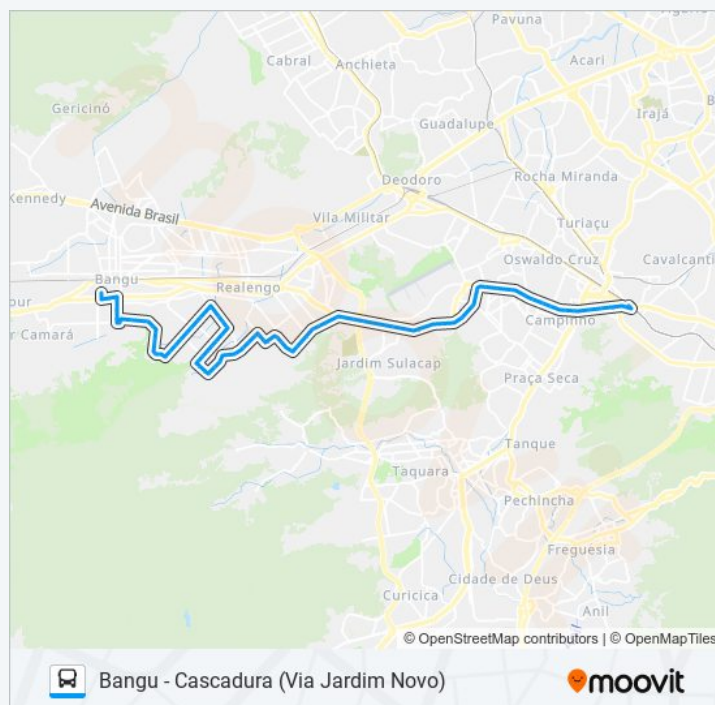 Pavuna
Cabral
Anchieta
Acari
Gericinó
Guadalupe
Irajá
Deodoro
Rocha Miranda
Kennedy
Avenida Brasil
Vila Militar
Turiaçu
Oswaldo Cruz
Cavalcanti
Bangu
Realengo
our
Campinho
r Camará
Jardim Sulacap
Praça Seca
Tanque
Taquara
Pechincha
Freguesia
Cidade de Deus
Curicica
Anil
© OpenStreetMap contributors | © OpenMapTiles
Bangu - Cascadura (Via Jardim Novo)
moovit